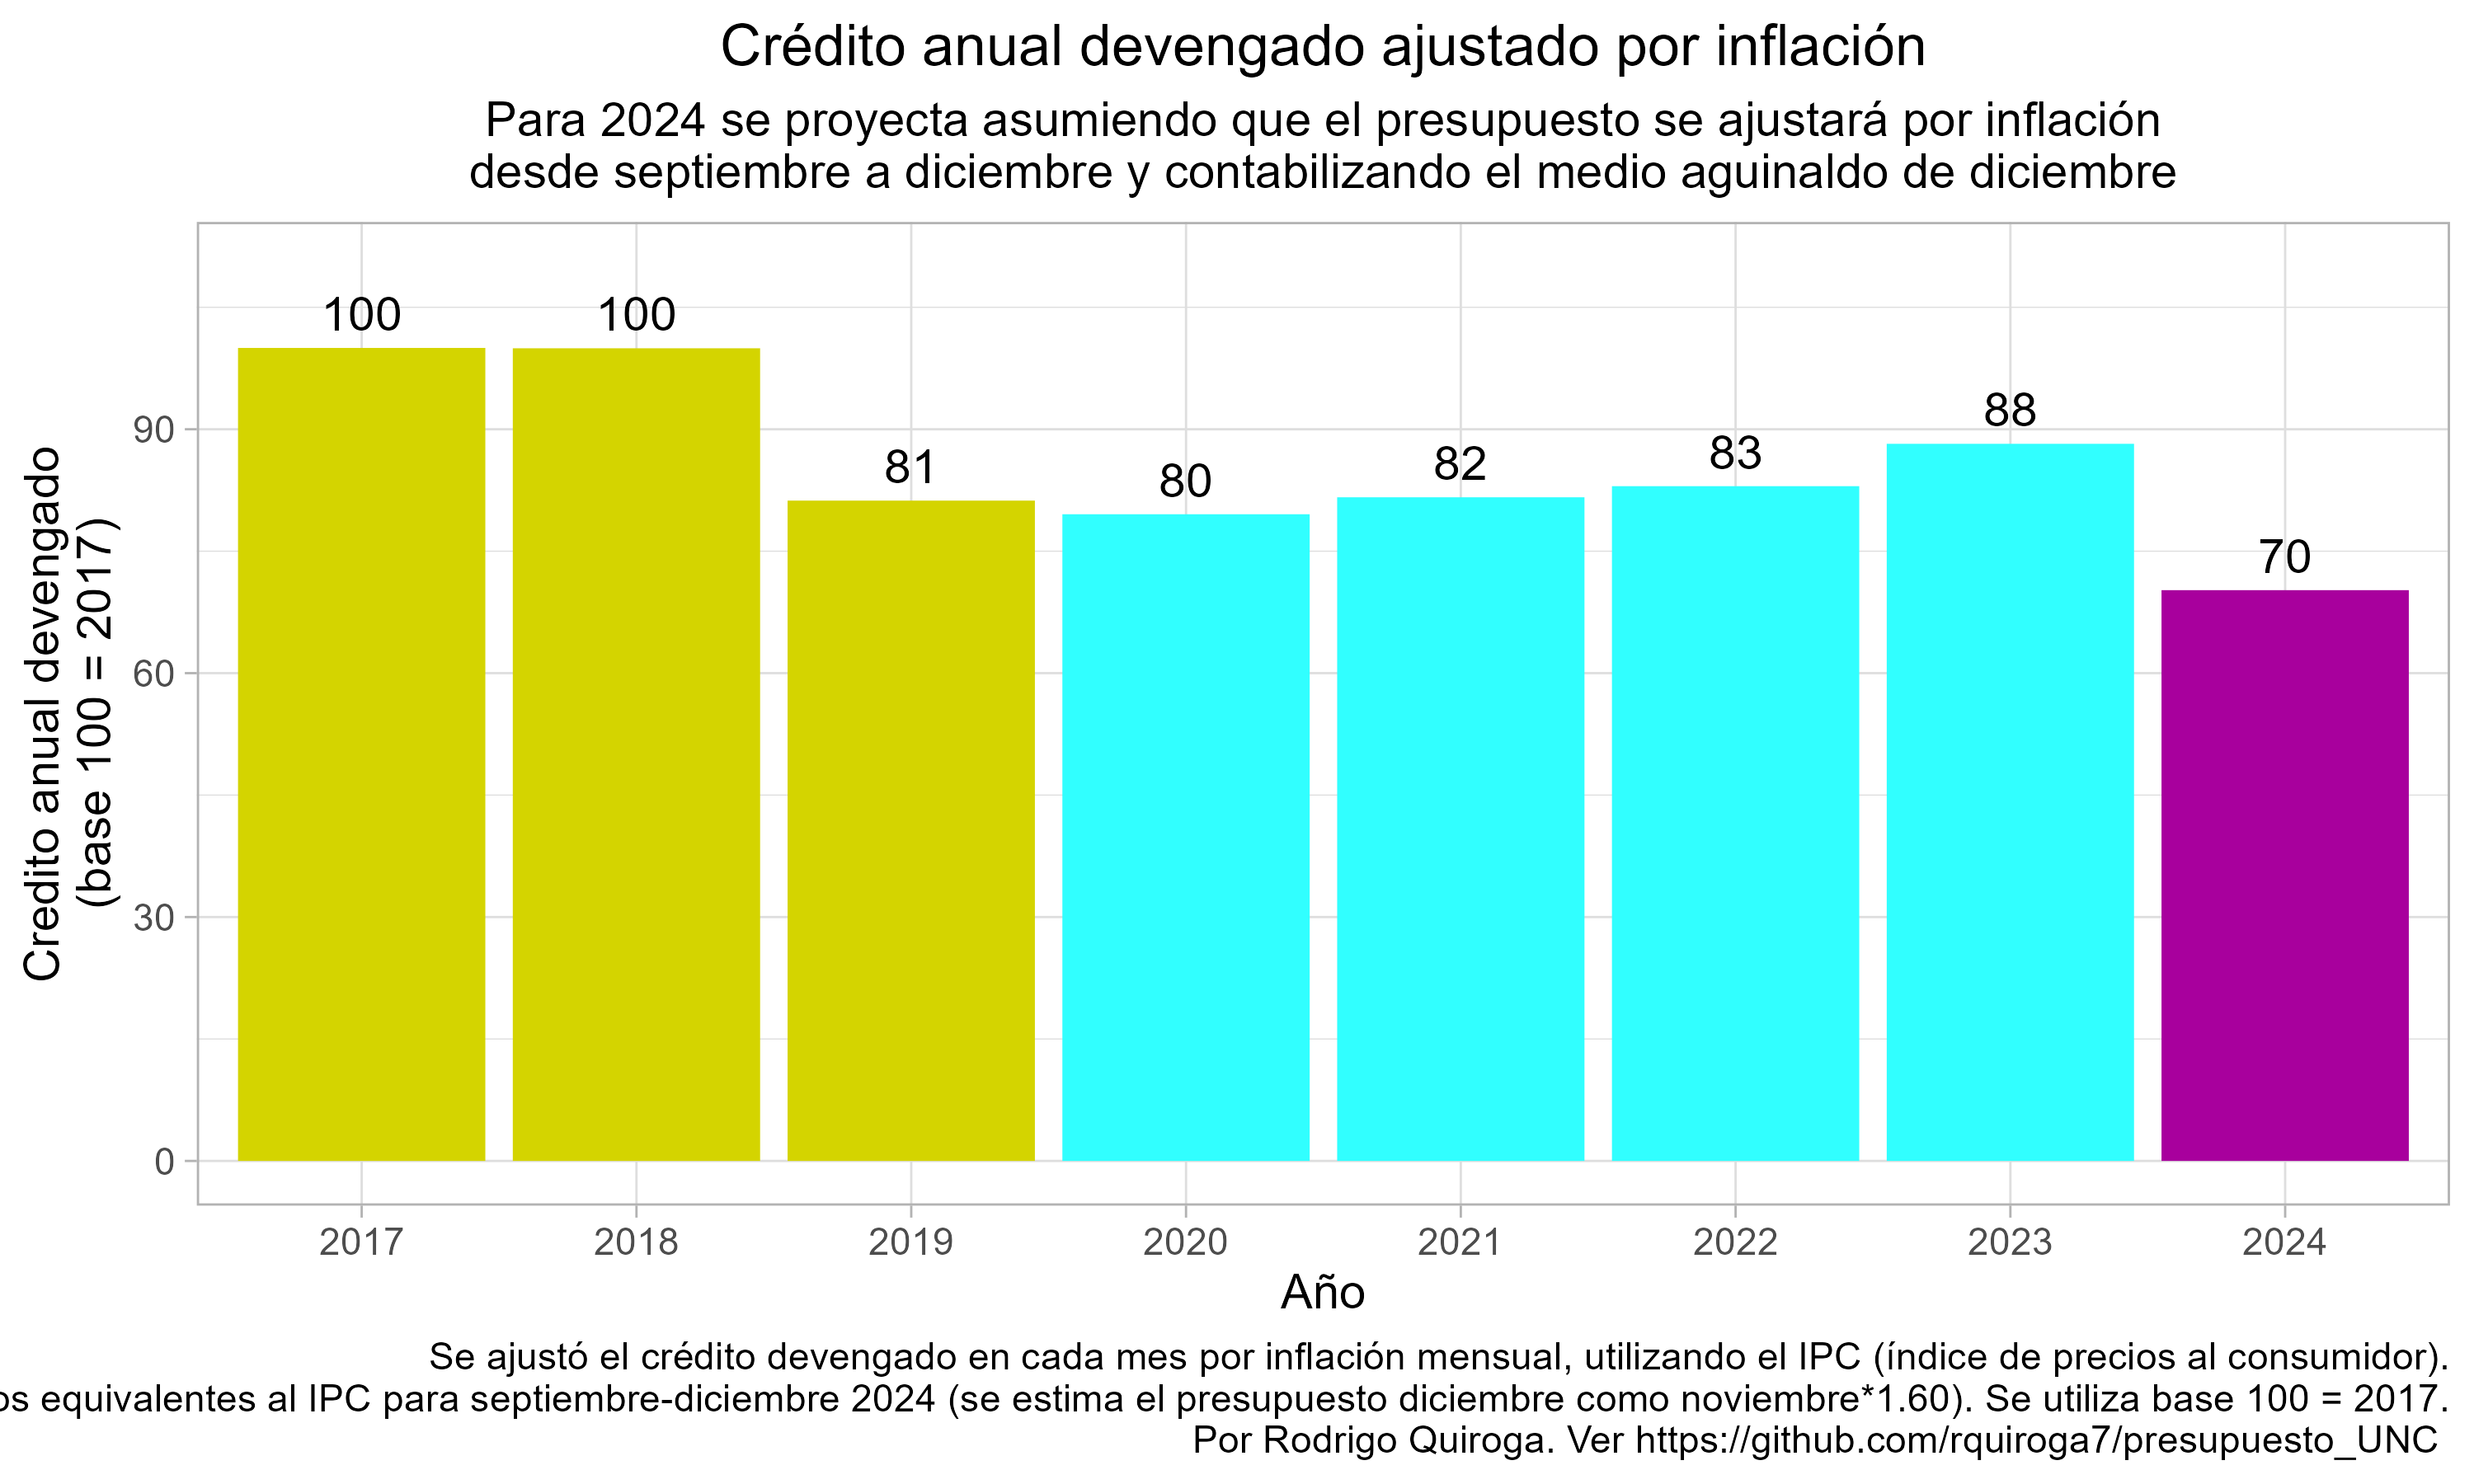 Crédito anual devengado ajustado por inflación
Para 2024 se proyecta asumiendo que el presupuesto se ajustará por inflación
desde septiembre a diciembre y contabilizando el medio aguinaldo de diciembre
Credito anual devengado
(base 100 = 2017)
90
60
30
0
100
100
81
80
82
83
88
70
2017
2018
2019
2020
2021
2022
2023
2024
Año
Se ajustó el crédito devengado en cada mes por inflación mensual, utilizando el IPC (índice de precios al consumidor).
equivalentes al IPC para septiembre-diciembre 2024 (se estima el presupuesto diciembre como noviembre*1.60). Se utiliza base 100 = 2017.
Por Rodrigo Quiroga. Ver https://github.com/rquiroga7/presupuesto_UNC